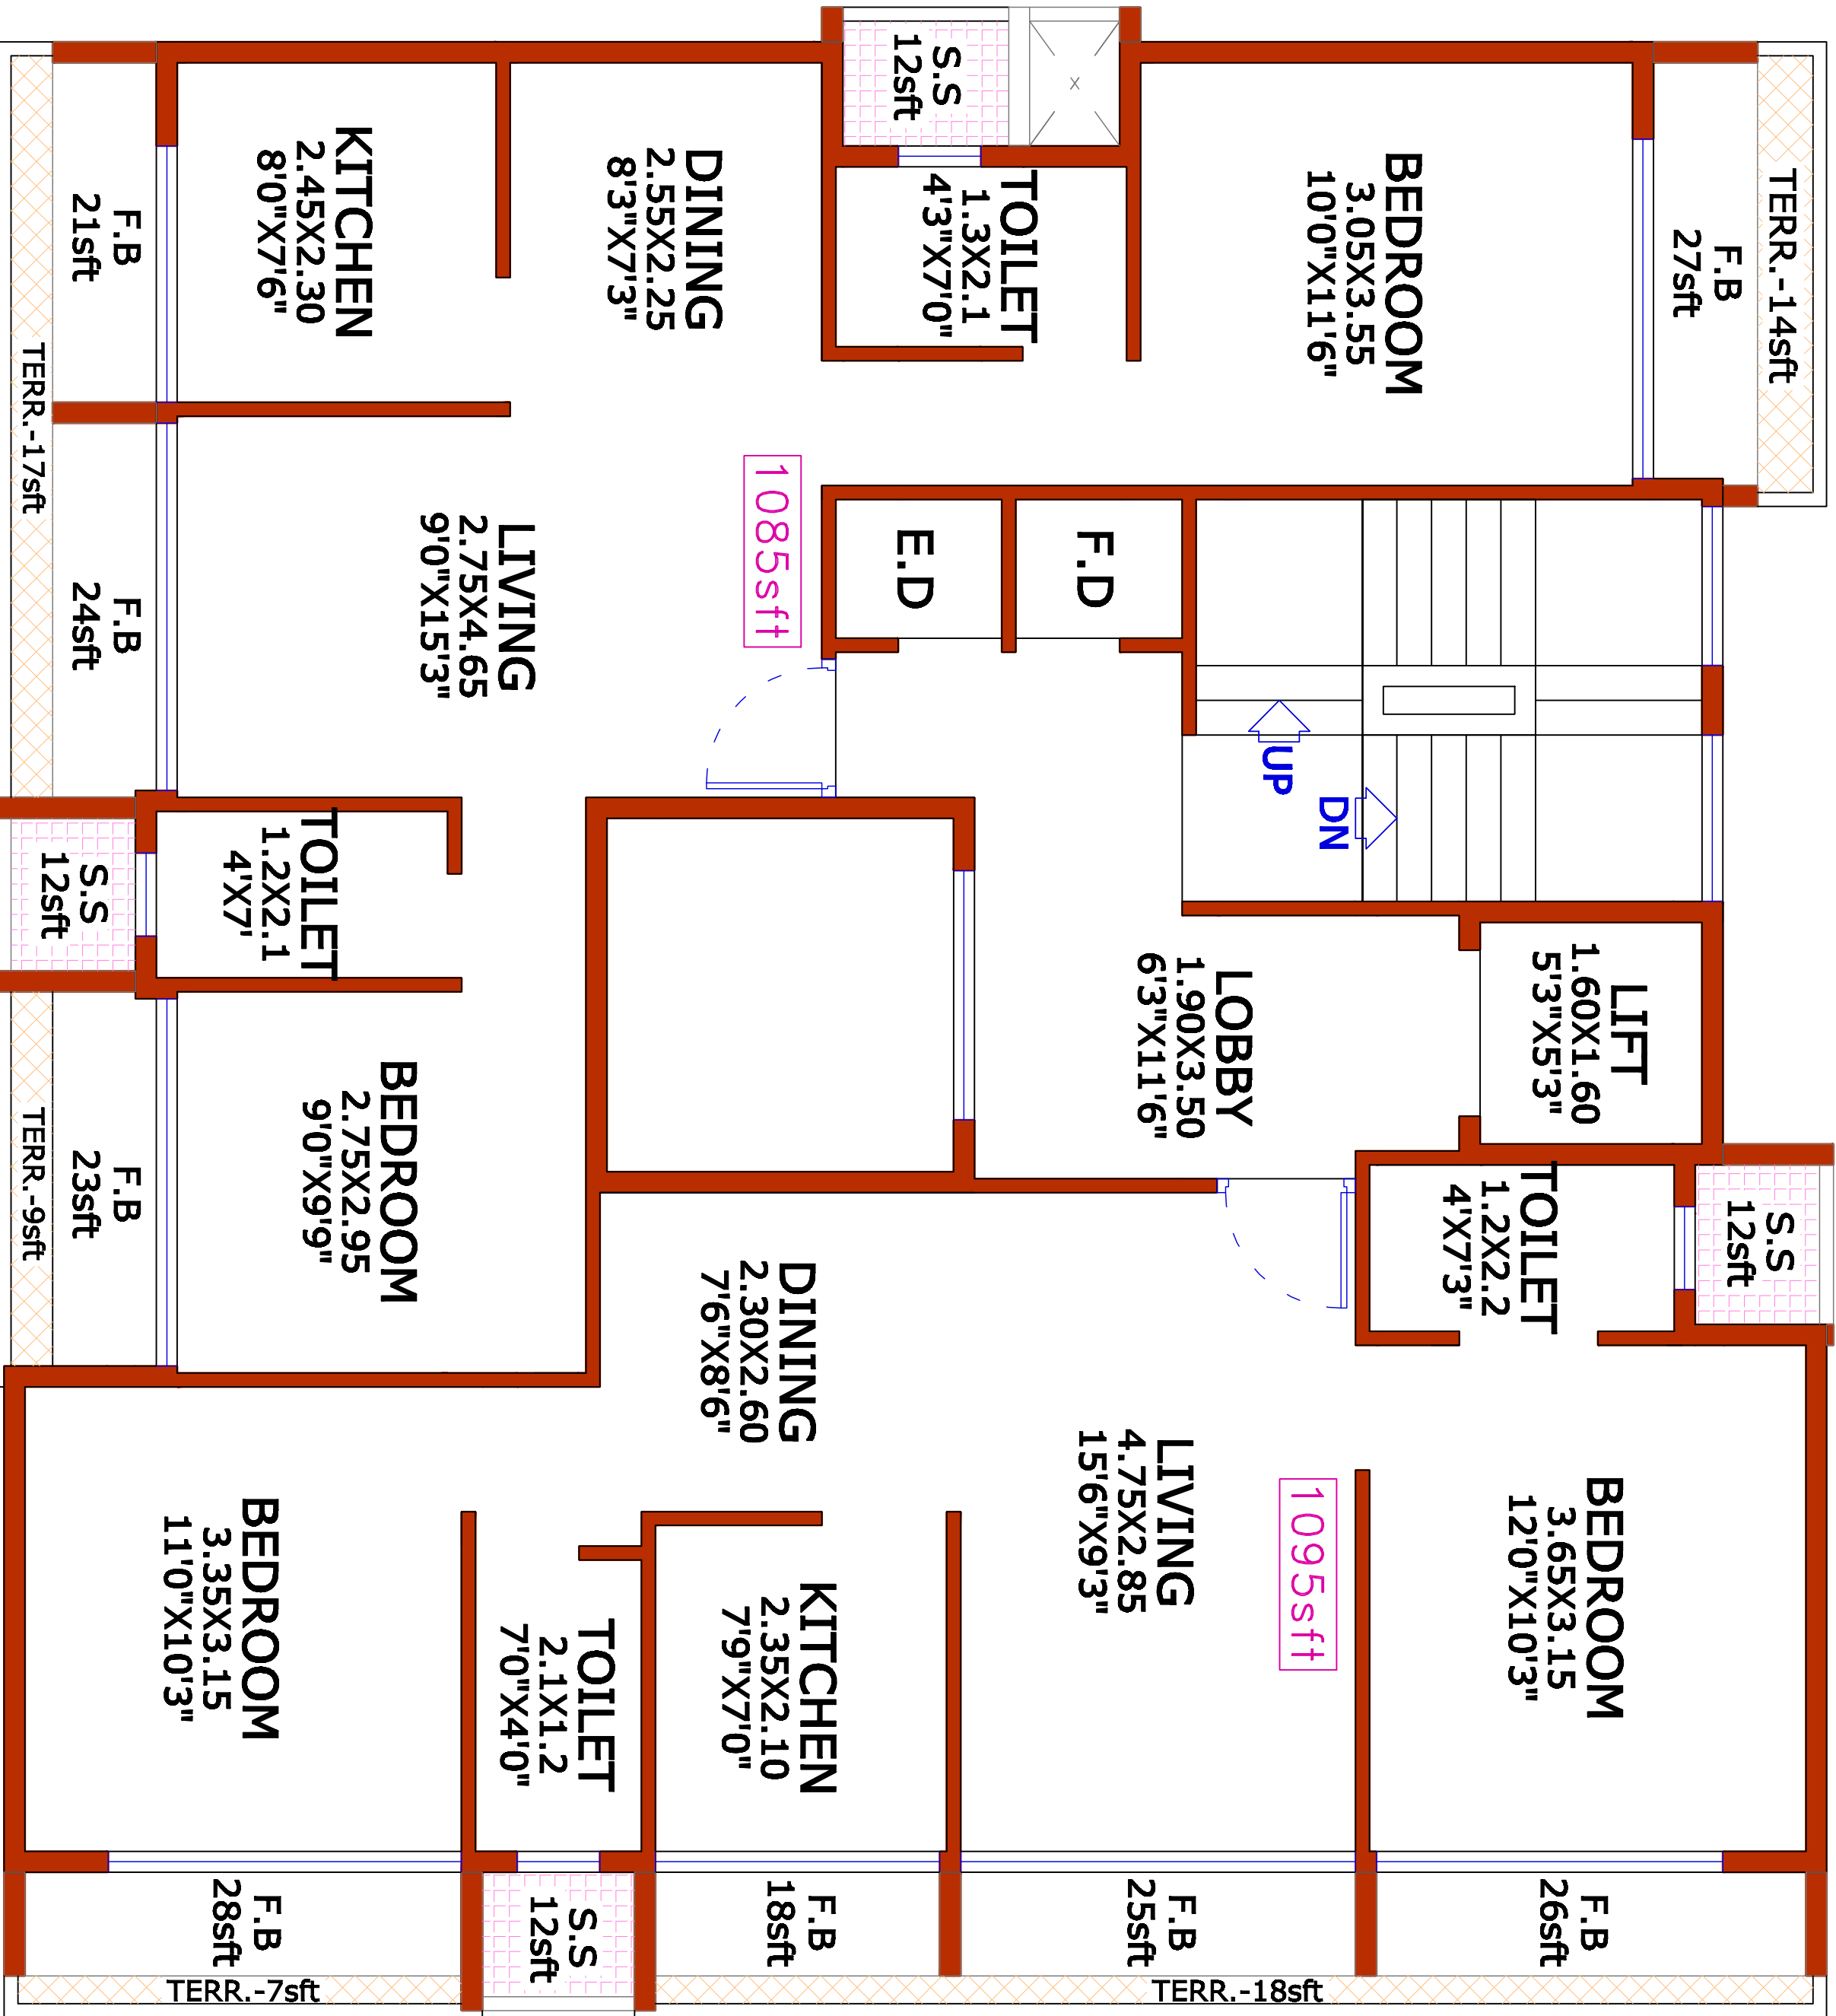 TERR.-14sft
F.B
27sft
BEDROOM
3.05X3.55
10'0"X11'6"
S.S
12sft
TOILET
1.3X2.1
4'3"X7'0"
DINING
2.55X2.25
8'3"X7'3"
KITCHEN
2.45X2.30
8'0"X7'6"
F.B
21sft
TERR.-17sft
F.D
E.D
1085sft
LIVING
2.75X4.65
9'0"X15'3"
F.B
24sft
UP
DN
LIFT
1.60X1.60
5'3"X5'3"
LOBBY
1.90X3.50
6'3"X11'6"
TOILET
1.2X2.1
4'X7'
S.S
12sft
BEDROOM
2.75X2.95
9'0"X9'9"
F.B
23sft
TERR.-9sft
S.S
12sft
TOILET
1.2X2.2
4'X7'3"
DINING
2.30X2.60
7'6"X8'6"
BEDROOM
3.65X3.15
12'0"X10'3"
1095sft
LIVING
4.75X2.85
15'6"X9'3"
KITCHEN
2.35X2.10
7'9"X7'0"
TOILET
2.1X1.2
7'0"X4'0"
BEDROOM
3.35X3.15
11'0"X10'3"
F.B
26sft
F.B
25sft
F.B
18sft
S.S
12sft
F.B
28sft
TERR.-18sft
TERR.-7sft